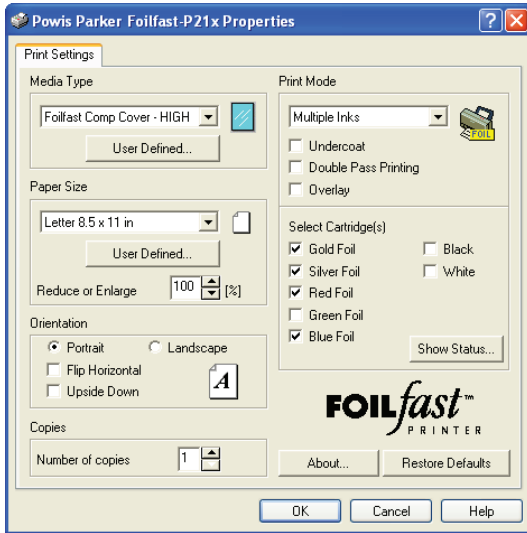 Powis Parker Foilfast-P21x Properties
Print Settings
Media Type
Foilfast Comp Cover - HIGH
User Defined...
Paper Size
Letter 8.5 x 11 in
User Defined...
Reduce or Enlarge 100 [%]
Orientation
Portrait Landscape
Flip Horizontal
Upside Down
A
Copies
Number of copies 1
Print Mode
Multiple Inks
FOIL
Undercoat
Double Pass Printing
Overlay
Select Cartridge(s)
Gold Foil Black
Silver Foil White
Red Foil
Green Foil
Blue Foil
Show Status...
FOILfast™
PRINTER
About... Restore Defaults
OK Cancel Help